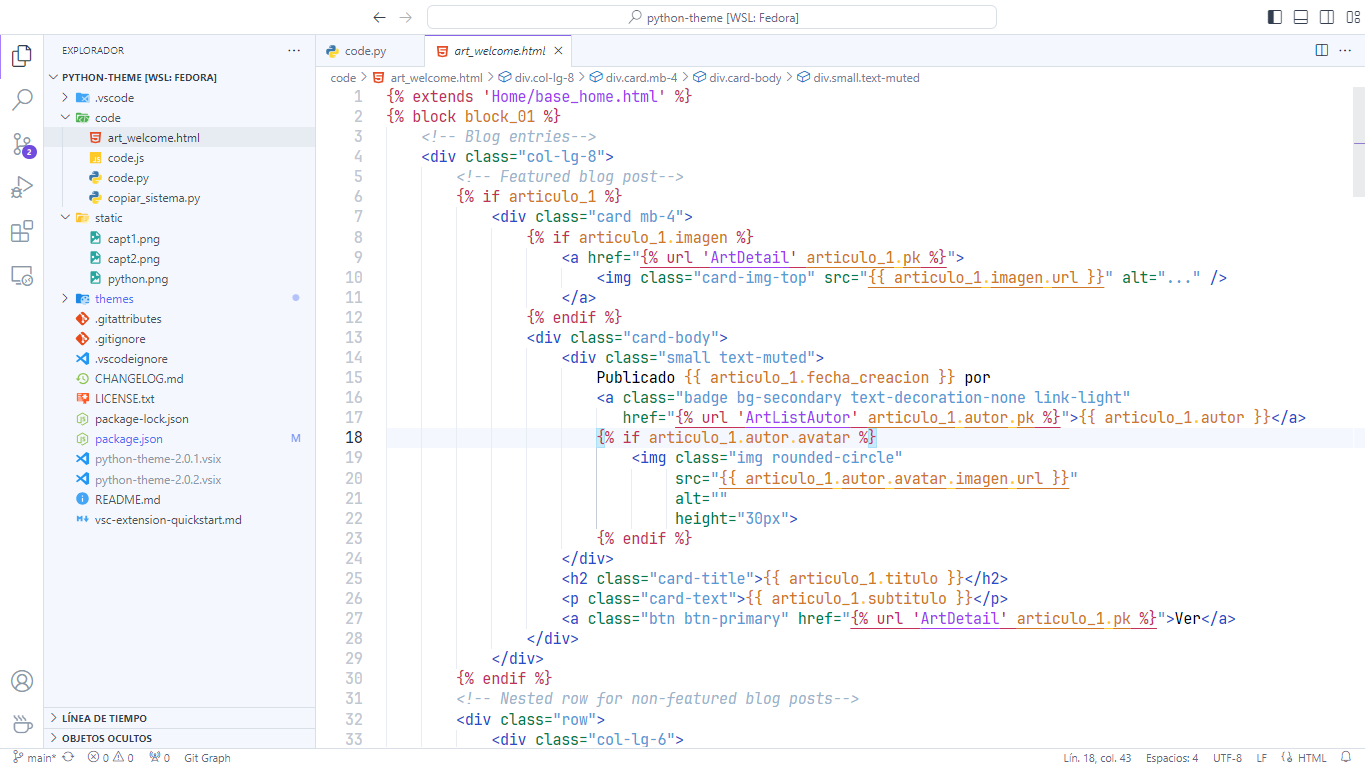 python-theme [WSL: Fedora]
EXPLORADOR
PYTHON-THEME [WSL: FEDORA]
.vscode
code
art_welcome.html
code.js
code.py
copiar_sistema.py
static
capt1.png
capt2.png
python.png
themes
.gitattributes
.gitignore
.vscodeignore
CHANGELOG.md
LICENSE.txt
package-lock.json
package.json M
python-theme-2.0.1.vsix
python-theme-2.0.2.vsix
README.md
vsc-extension-quickstart.md
LÍNEA DE TIEMPO
OBJETOS OCULTOS
2
code.py art_welcome.html
code > art_welcome.html > div.col-lg-8 > div.card.mb-4 > div.card-body > div.small.text-muted
1 {% extends 'Home/base_home.html' %}
2 {% block block_01 %}
3     <!-- Blog entries-->
4     <div class="col-lg-8">
5         <!-- Featured blog post-->
6         {% if articulo_1 %}
7             <div class="card mb-4">
8                 {% if articulo_1.imagen %}
9                     <a href="{% url 'ArtDetail' articulo_1.pk %}">
10                         <img class="card-img-top" src="{{ articulo_1.imagen.url }}" alt="..." />
11                     </a>
12                 {% endif %}
13                 <div class="card-body">
14                     <div class="small text-muted">
15                         Publicado {{ articulo_1.fecha_creacion }} por
16                         <a class="badge bg-secondary text-decoration-none link-light"
17                            href="{% url 'ArtListAutor' articulo_1.autor.pk %}">{{ articulo_1.autor }}</a>
18                         {% if articulo_1.autor.avatar %}
19                             <img class="img rounded-circle"
20                                  src="{{ articulo_1.autor.avatar.imagen.url }}"
21                                  alt=""
22                                  height="30px">
23                         {% endif %}
24                     </div>
25                     <h2 class="card-title">{{ articulo_1.titulo }}</h2>
26                     <p class="card-text">{{ articulo_1.subtitulo }}</p>
27                     <a class="btn btn-primary" href="{% url 'ArtDetail' articulo_1.pk %}">Ver</a>
28                 </div>
29             </div>
30         {% endif %}
31         <!-- Nested row for non-featured blog posts-->
32         <div class="row">
33             <div class="col-lg-6">
main* 0 0 0 Git Graph Lín. 18, col. 43 Espacios: 4 UTF-8 LF HTML